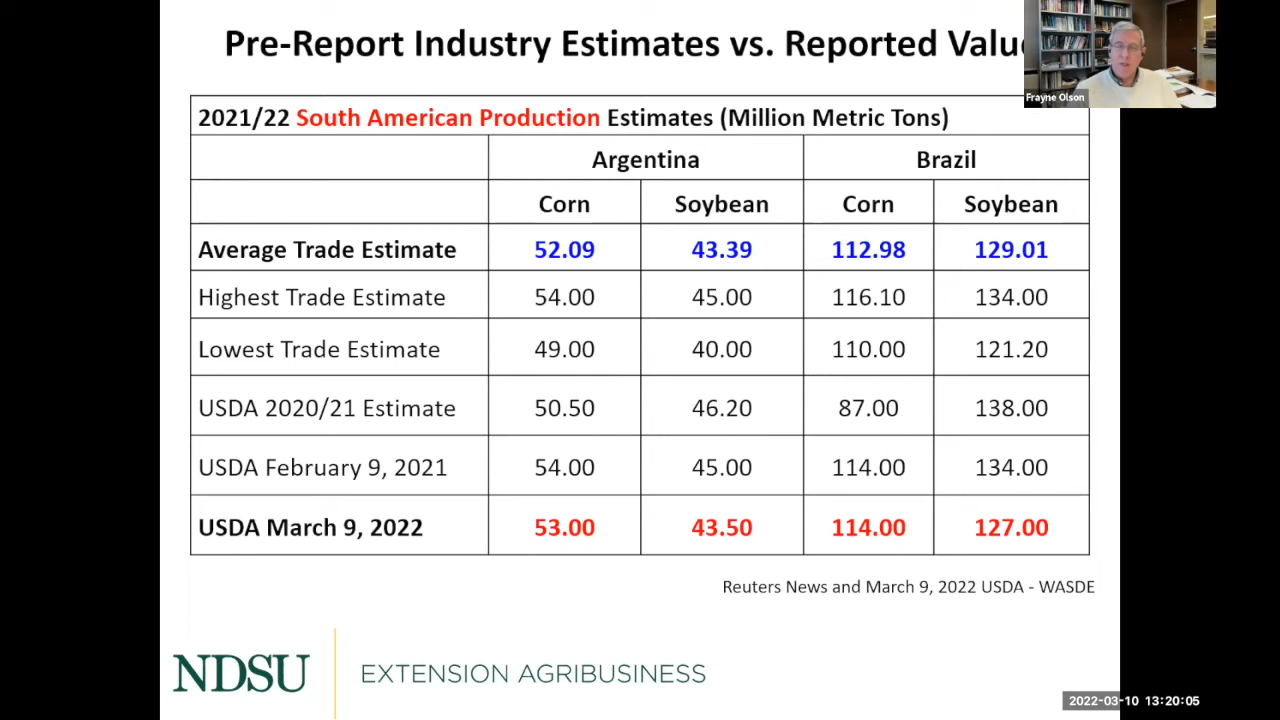 Pre-Report Industry Estimates vs. Reported Valu
Frayne Olson
2021/22 South American Production Estimates (Million Metric Tons)
Argentina Brazil
Corn Soybean Corn Soybean
Average Trade Estimate 52.09 43.39 112.98 129.01
Highest Trade Estimate 54.00 45.00 116.10 134.00
Lowest Trade Estimate 49.00 40.00 110.00 121.20
USDA 2020/21 Estimate 50.50 46.20 87.00 138.00
USDA February 9, 2021 54.00 45.00 114.00 134.00
USDA March 9, 2022 53.00 43.50 114.00 127.00
Reuters News and March 9, 2022 USDA - WASDE
NDSU EXTENSION AGRIBUSINESS
2022-03-10 13:20:05